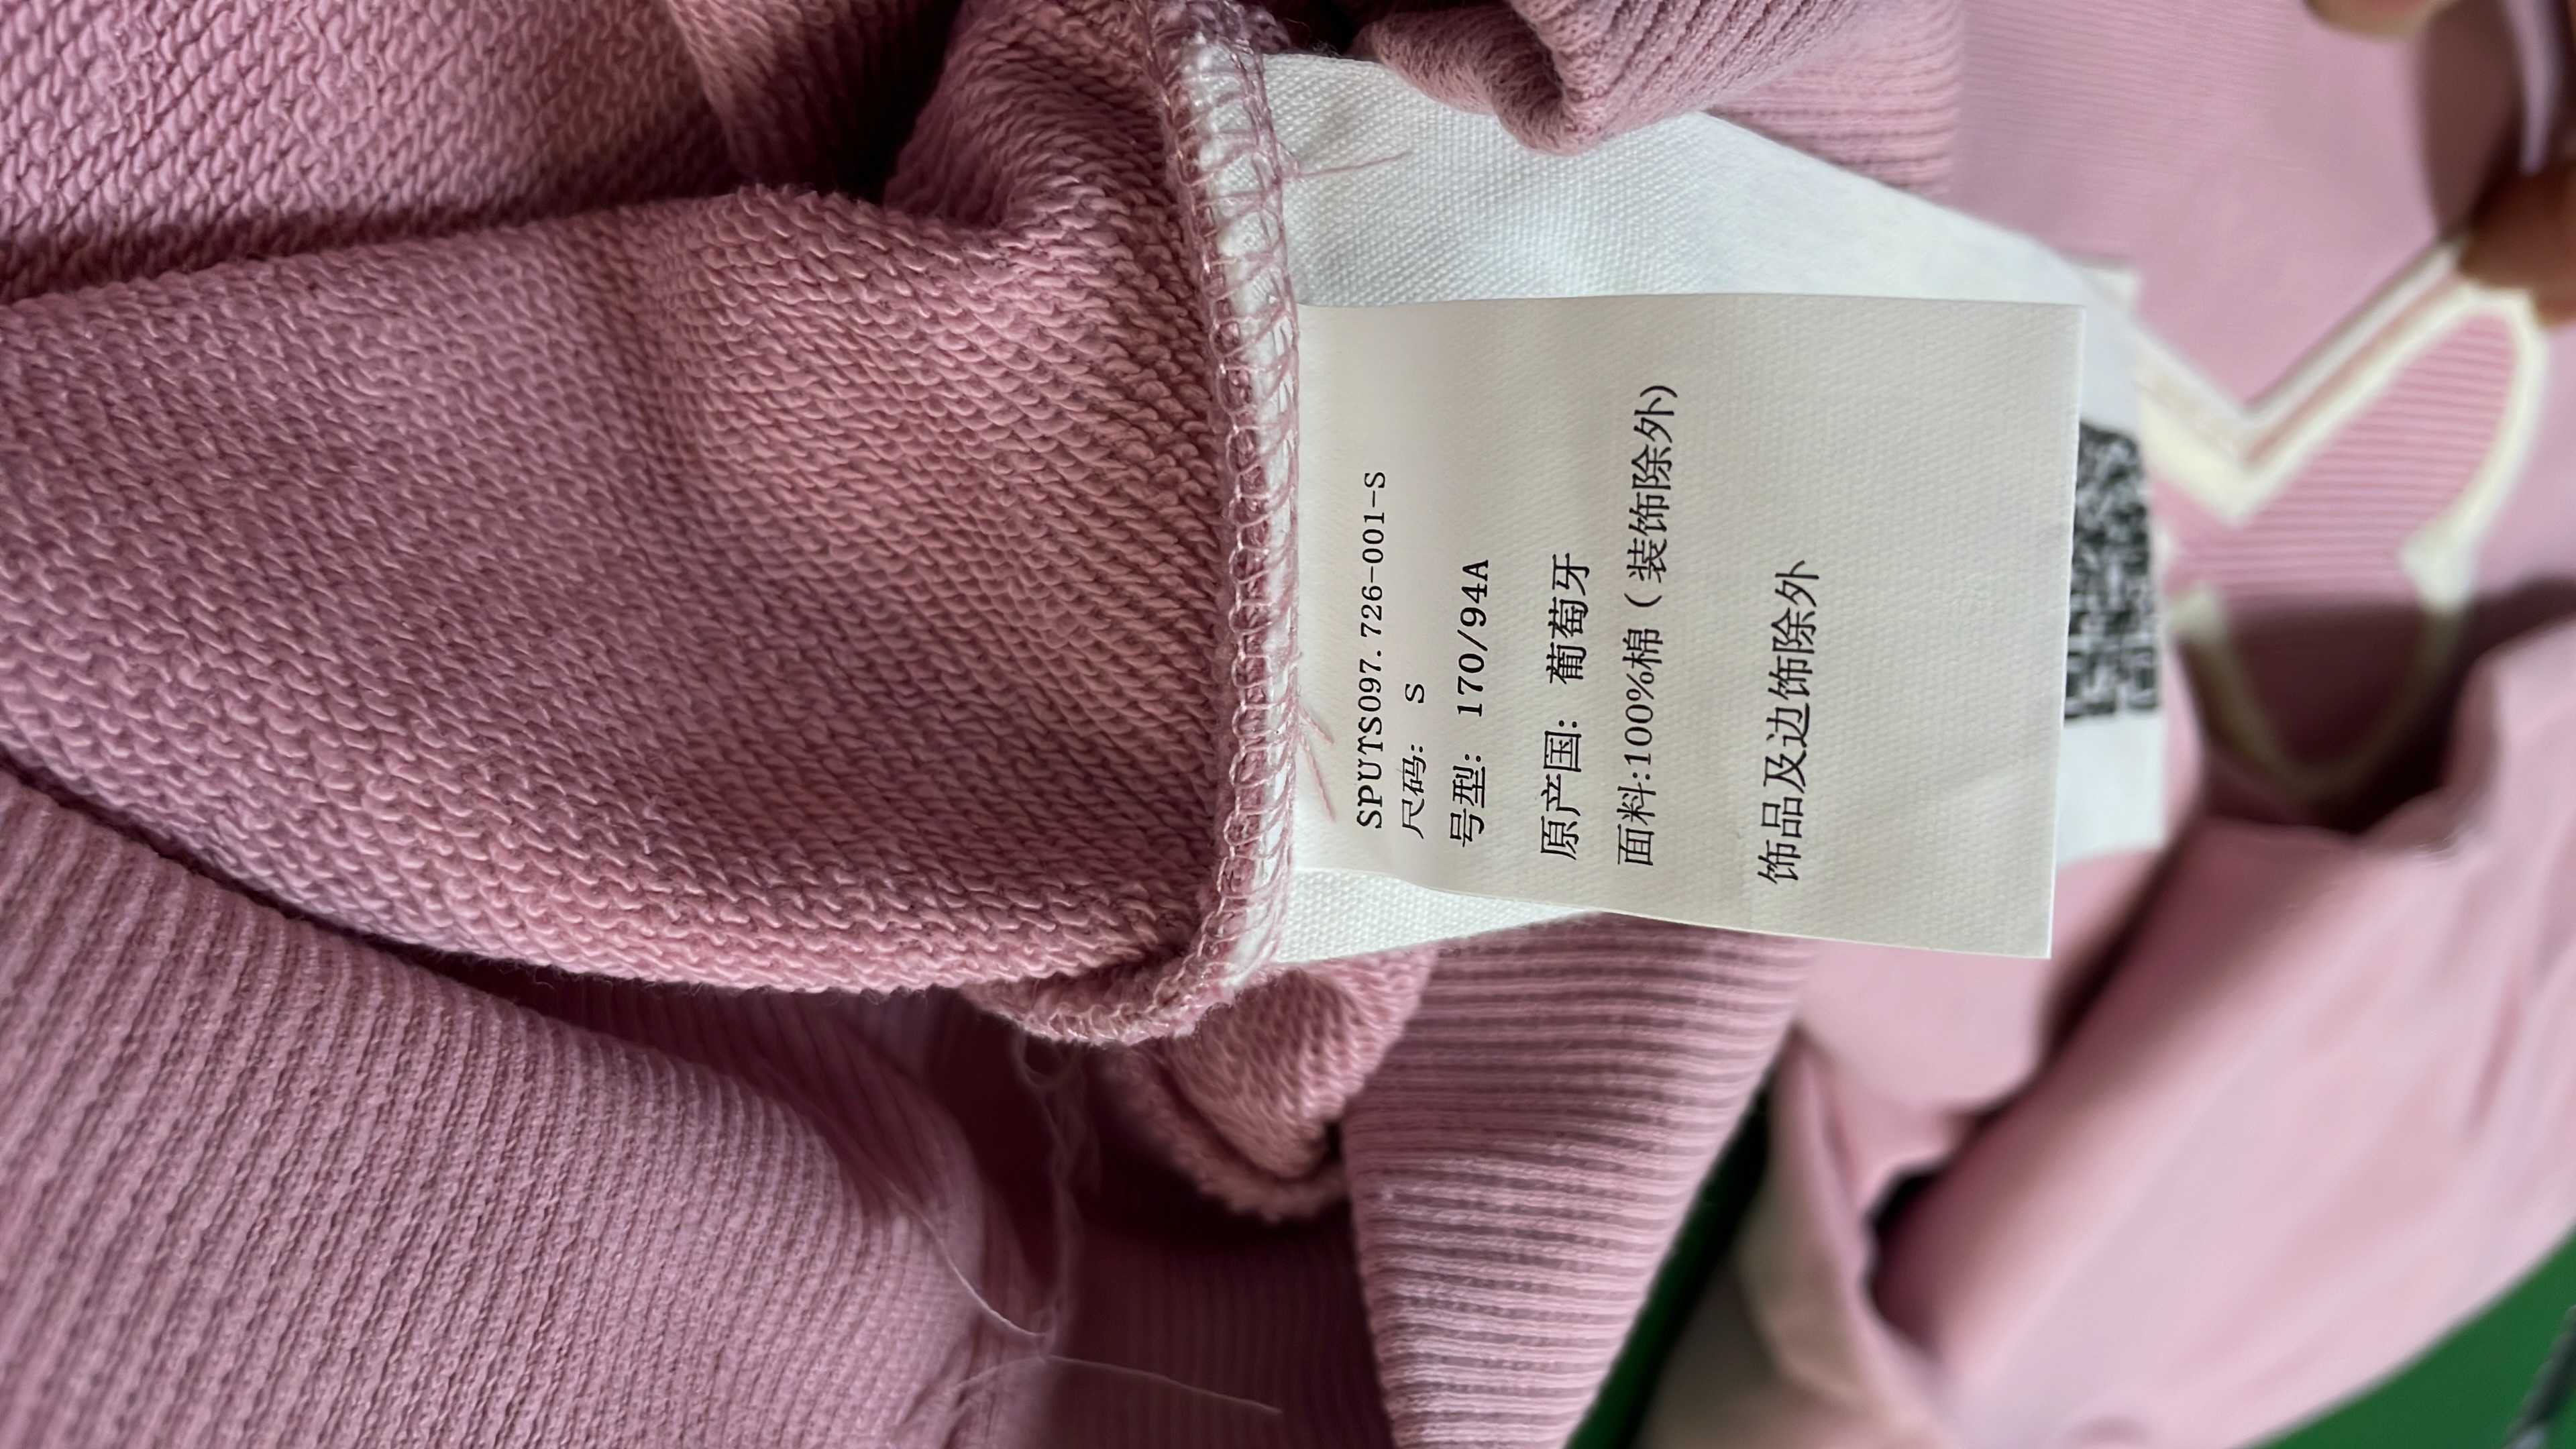 SPUTS097.726-001-S
尺码: S
号型: 170/94A
原产国: 葡萄牙
面料:100%棉(装饰除外)
饰品及边饰除外